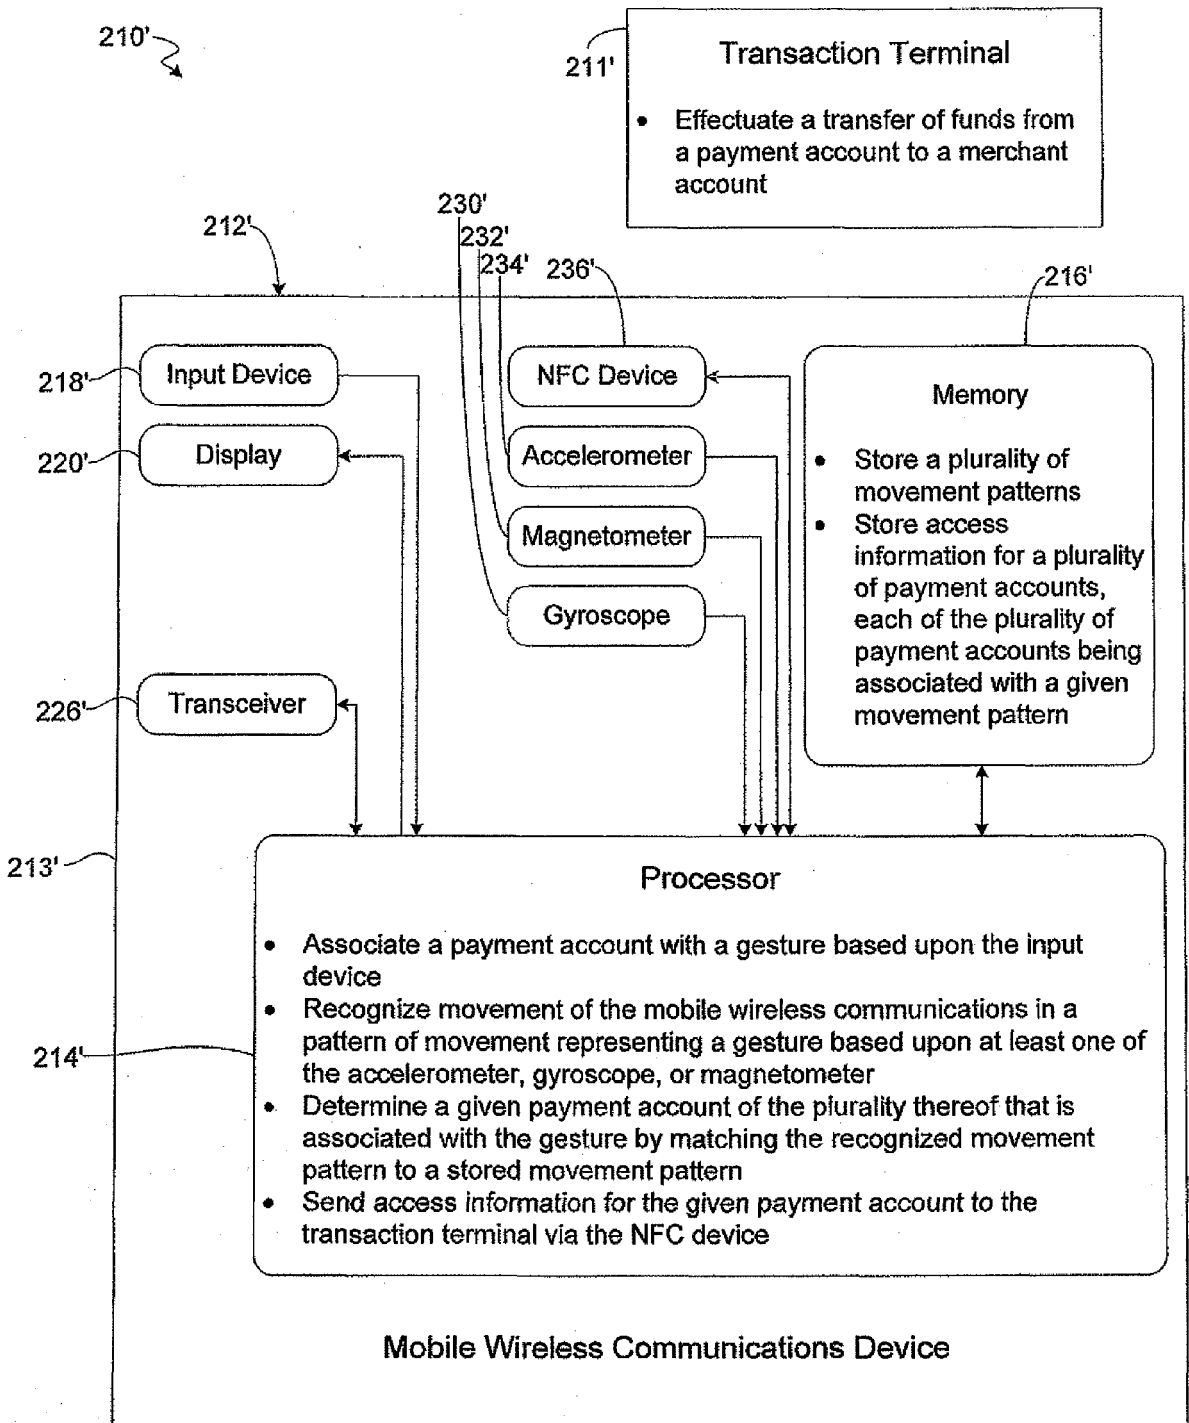 210'
211'
Transaction Terminal
• Effectuate a transfer of funds from
a payment account to a merchant
account
230'
232'
234'
212'
236'
216'
218'
Input Device
NFC Device
220'
Display
Accelerometer
Magnetometer
Gyroscope
226'
Transceiver
Memory
• Store a plurality of
movement patterns
• Store access
information for a plurality
of payment accounts,
each of the plurality of
payment accounts being
associated with a given
movement pattern
213'
214'
Processor
• Associate a payment account with a gesture based upon the input
device
• Recognize movement of the mobile wireless communications in a
pattern of movement representing a gesture based upon at least one of
the accelerometer, gyroscope, or magnetometer
• Determine a given payment account of the plurality thereof that is
associated with the gesture by matching the recognized movement
pattern to a stored movement pattern
• Send access information for the given payment account to the
transaction terminal via the NFC device
Mobile Wireless Communications Device